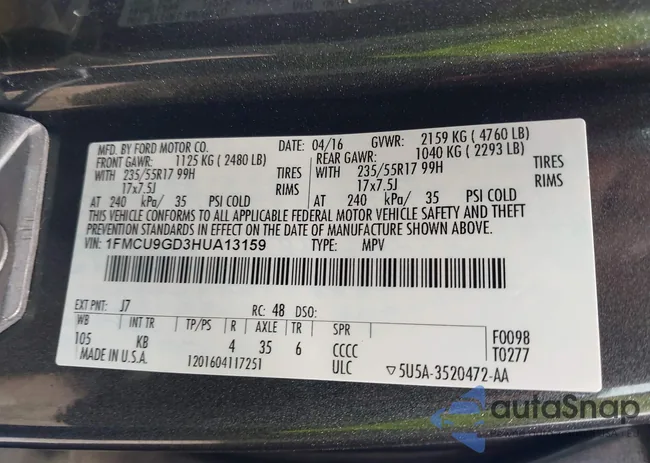 MFD. BY FORD MOTOR CO. DATE: 04/16 GVWR: 2159 KG ( 4760 LB)
FRONT GAWR: 1125 KG ( 2480 LB) REAR GAWR: 1040 KG ( 2293 LB)
WITH 235/55R17 99H TIRES WITH 235/55R17 99H TIRES
17x7.5J RIMS 17x7.5J RIMS
AT 240 kPa/ 35 PSI COLD AT 240 kPa/ 35 PSI COLD
THIS VEHICLE CONFORMS TO ALL APPLICABLE FEDERAL MOTOR VEHICLE SAFETY AND THEFT
PREVENTION STANDARDS IN EFFECT ON THE DATE OF MANUFACTURE SHOWN ABOVE.
VIN: 1FMCU9GD3HUA13159 TYPE: MPV
EXT PNT: J7 RC: 48 DSO:
WB INT TR TP/PS R AXLE TR SPR F0098
105 KB 4 35 6 CCCC T0277
MADE IN U.S.A. 1201604117251 ULC ▽5U5A-3520472-AA
autoSnap